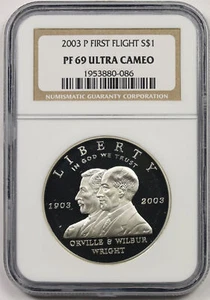 2003 P FIRST FLIGHT S$1
PF 69 ULTRA CAMEO
1953880-086
NUMISMATIC GUARANTY CORPORATION
LIBERTY
IN GOD WE TRUST
1903 2003
ORVILLE & WILBUR
WRIGHT